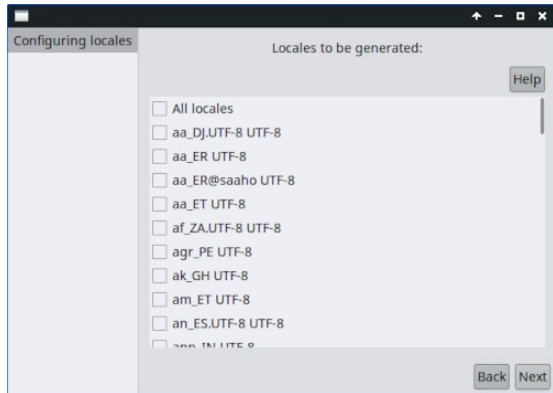 Configuring locales
Locales to be generated:
Help
All locales
aa_DJ.UTF-8 UTF-8
aa_ER UTF-8
aa_ER@saaho UTF-8
aa_ET UTF-8
af_ZA.UTF-8 UTF-8
agr_PE UTF-8
ak_GH UTF-8
am_ET UTF-8
an_ES.UTF-8 UTF-8
Back Next